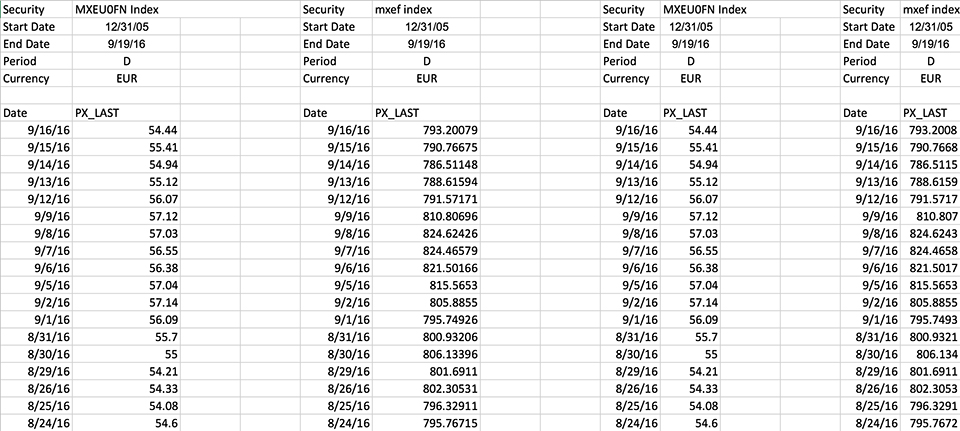 Security MXEU0FN Index Security mxef index Security MXEU0FN Index Security mxef index
Start Date 12/31/05 Start Date 12/31/05 Start Date 12/31/05 Start Date 12/31/05
End Date 9/19/16 End Date 9/19/16 End Date 9/19/16 End Date 9/19/16
Period D Period D Period D Period D
Currency EUR Currency EUR Currency EUR Currency EUR
Date PX_LAST Date PX_LAST Date PX_LAST Date PX_LAST
9/16/16 54.44 9/16/16 793.20079 9/16/16 54.44 9/16/16 793.2008
9/15/16 55.41 9/15/16 790.76675 9/15/16 55.41 9/15/16 790.7668
9/14/16 54.94 9/14/16 786.51148 9/14/16 54.94 9/14/16 786.5115
9/13/16 55.12 9/13/16 788.61594 9/13/16 55.12 9/13/16 788.6159
9/12/16 56.07 9/12/16 791.57171 9/12/16 56.07 9/12/16 791.5717
9/9/16 57.12 9/9/16 810.80696 9/9/16 57.12 9/9/16 810.807
9/8/16 57.03 9/8/16 824.62426 9/8/16 57.03 9/8/16 824.6243
9/7/16 56.55 9/7/16 824.46579 9/7/16 56.55 9/7/16 824.4658
9/6/16 56.38 9/6/16 821.50166 9/6/16 56.38 9/6/16 821.5017
9/5/16 57.04 9/5/16 815.5653 9/5/16 57.04 9/5/16 815.5653
9/2/16 57.14 9/2/16 805.8855 9/2/16 57.14 9/2/16 805.8855
9/1/16 56.09 9/1/16 795.74926 9/1/16 56.09 9/1/16 795.7493
8/31/16 55.7 8/31/16 800.93206 8/31/16 55.7 8/31/16 800.9321
8/30/16 55 8/30/16 806.13396 8/30/16 55 8/30/16 806.134
8/29/16 54.21 8/29/16 801.6911 8/29/16 54.21 8/29/16 801.6911
8/26/16 54.33 8/26/16 802.30531 8/26/16 54.33 8/26/16 802.3053
8/25/16 54.08 8/25/16 796.32911 8/25/16 54.08 8/25/16 796.3291
8/24/16 54.6 8/24/16 795.76715 8/24/16 54.6 8/24/16 795.7672